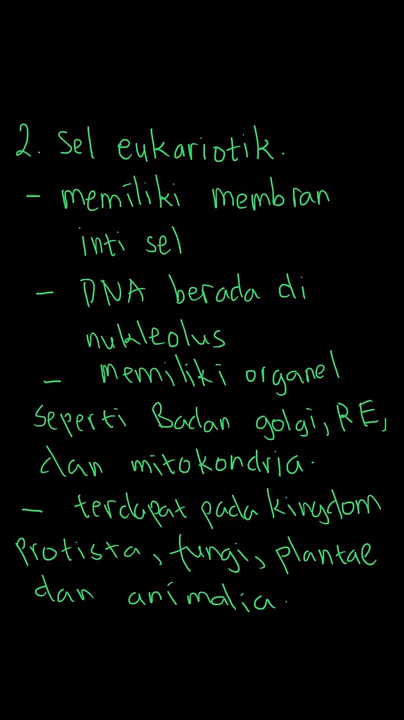 2. Sel eukariotik.
- memiliki membran
inti sel
- DNA berada di
nukleolus
- memiliki organel
seperti Badan golgi, RE,
dan mitokondria.
- terdapat pada kingdom
protista, fungi, plantae
dan animalia.